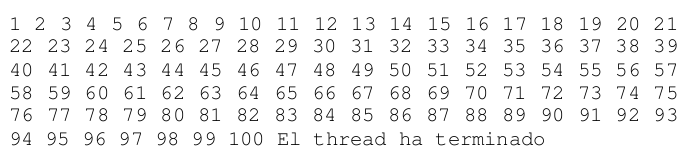 1 2 3 4 5 6 7 8 9 10 11 12 13 14 15 16 17 18 19 20 21
22 23 24 25 26 27 28 29 30 31 32 33 34 35 36 37 38 39
40 41 42 43 44 45 46 47 48 49 50 51 52 53 54 55 56 57
58 59 60 61 62 63 64 65 66 67 68 69 70 71 72 73 74 75
76 77 78 79 80 81 82 83 84 85 86 87 88 89 90 91 92 93
94 95 96 97 98 99 100 El thread ha terminado